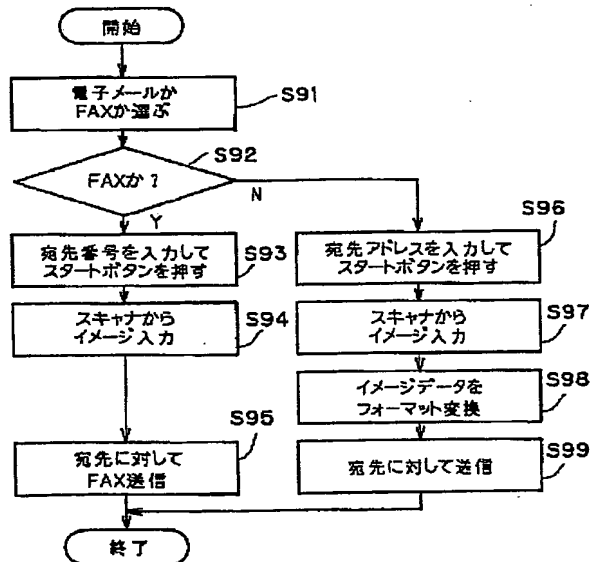 開始
電子メールか
FAXか選ぶ
S91
FAXか?
S92
Y
N
宛先番号を入力して
スタートボタンを押す
S93
スキャナから
イメージ入力
S94
宛先に対して
FAX送信
S95
宛先アドレスを入力して
スタートボタンを押す
S96
スキャナから
イメージ入力
S97
イメージデータを
フォーマット変換
S98
宛先に対して送信
S99
終了